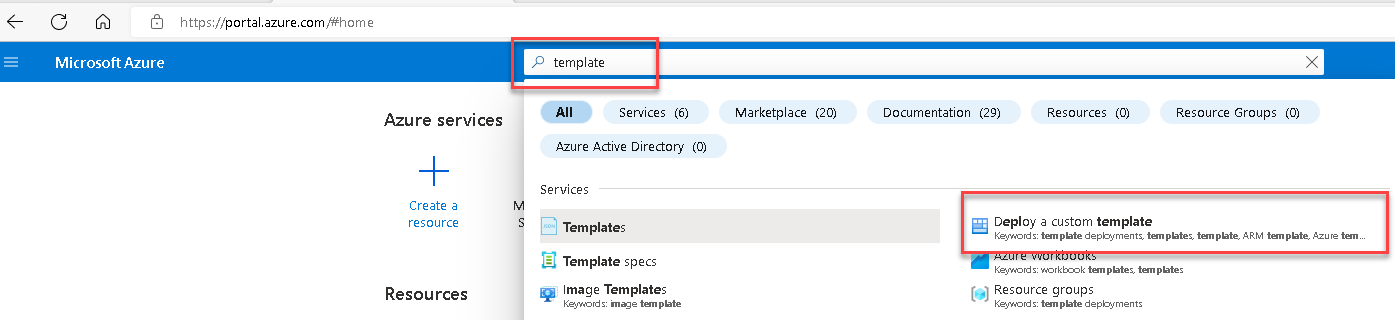 https://portal.azure.com/#home
Microsoft Azure
template
All
Services (6)
Marketplace (20)
Documentation (29)
Resources (0)
Resource Groups (0)
Azure Active Directory (0)
Azure services
Create a
resource
M
S
Services
Templates
Deploy a custom template
Keywords: template deployments, templates, template, ARM template, Azure tem...
Template specs
Azure Workbooks
Keywords: workbook templates, templates
Image Templates
Keywords: image template
Resource groups
Keywords: template deployments
Resources